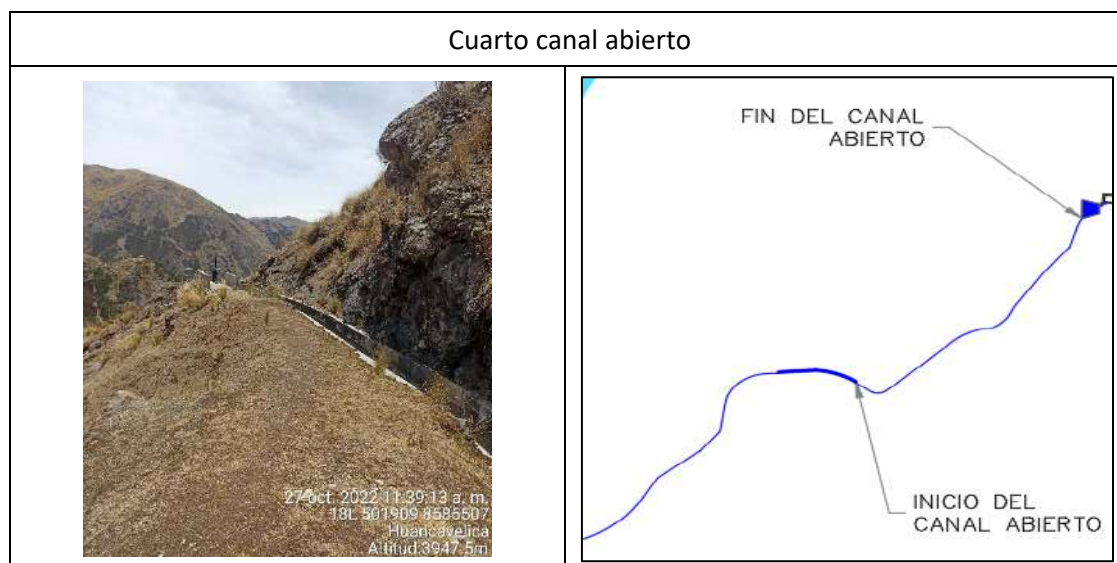 Cuarto canal abierto
27 oct. 2022 11:39:13 a. m.
18L 501909 8585507
Huancavelica
Altitud:3947.5m
FIN DEL CANAL
ABIERTO
INICIO DEL
CANAL ABIERTO